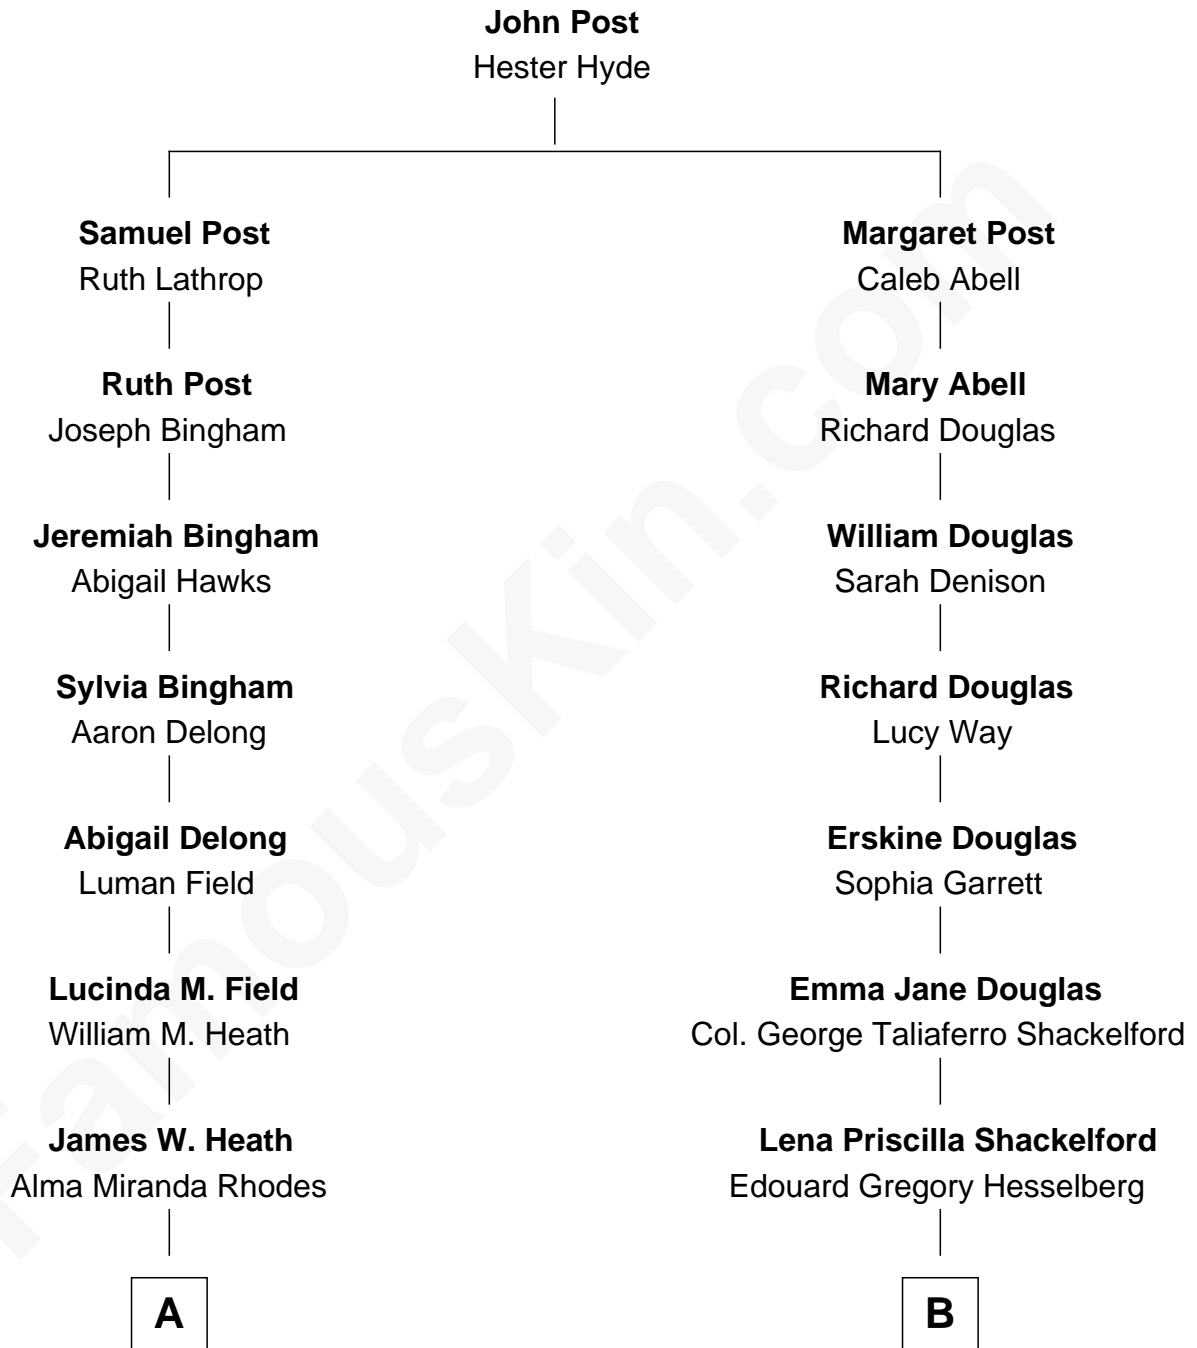 John Post
Hester Hyde
Samuel Post
Ruth Lathrop
Margaret Post
Caleb Abell
Ruth Post
Joseph Bingham
Mary Abell
Richard Douglas
Jeremiah Bingham
Abigail Hawks
William Douglas
Sarah Denison
Sylvia Bingham
Aaron Delong
Richard Douglas
Lucy Way
Abigail Delong
Luman Field
Erskine Douglas
Sophia Garrett
Lucinda M. Field
William M. Heath
Emma Jane Douglas
Col. George Taliaferro Shackelford
James W. Heath
Alma Miranda Rhodes
Lena Priscilla Shackelford
Edouard Gregory Hesselberg
A
B
FamousKin.com